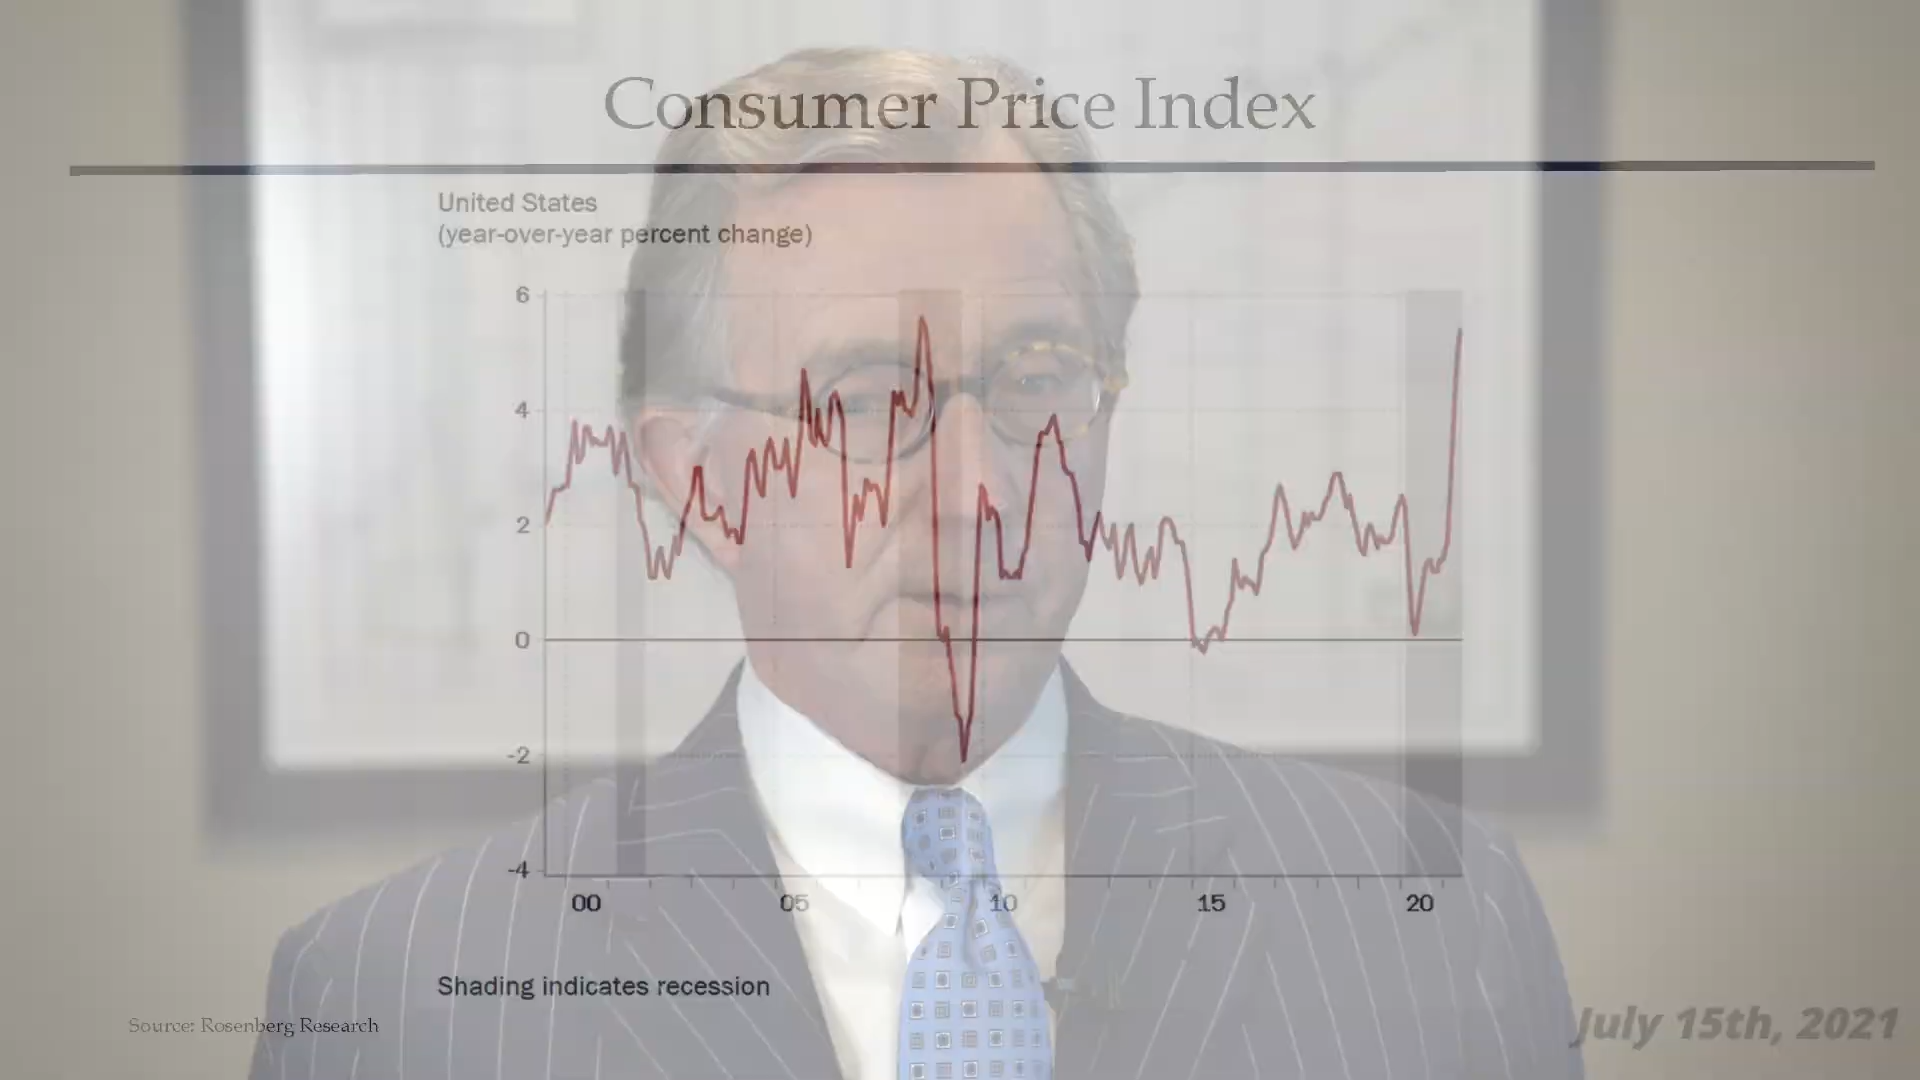 Consumer Price Index
United States
(year-over-year percent change)
6
4
2
0
-2
-4
00 05 10 15 20
Shading indicates recession
Source: Rosenberg Research
July 15th, 2021